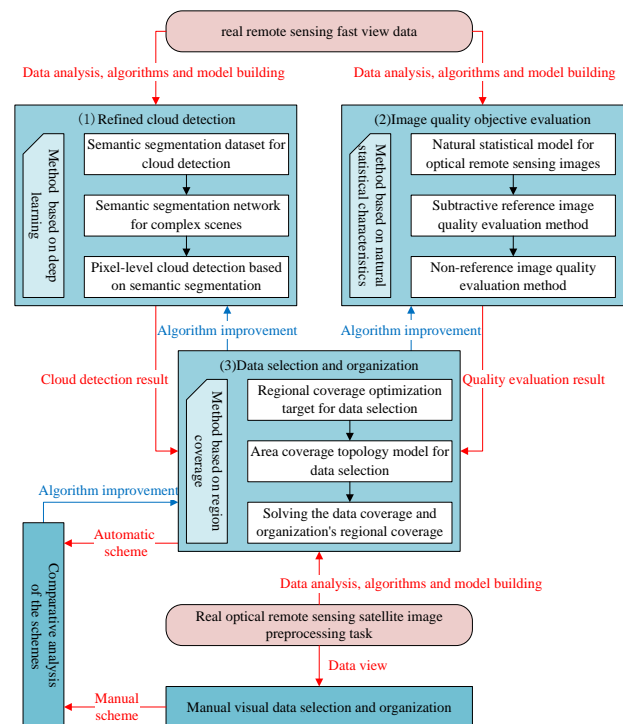 real remote sensing fast view data
Data analysis, algorithms and model building
Data analysis, algorithms and model building
(1) Refined cloud detection
Method based on deep
learning
Semantic segmentation dataset for
cloud detection
Semantic segmentation network
for complex scenes
Pixel-level cloud detection based
on semantic segmentation
(2)Image quality objective evaluation
Method based on natural
statistical characteristics
Natural statistical model for
optical remote sensing images
Subtractive reference image
quality evaluation method
Non-reference image quality
evaluation method
Algorithm improvement
Algorithm improvement
Cloud detection result
Quality evaluation result
(3)Data selection and organization
Method based on region
coverage
Regional coverage optimization
target for data selection
Area coverage topology model for
data selection
Solving the data coverage and
organization's regional coverage
Algorithm improvement
Automatic
scheme
Comparative analysis
of the schemes
Data analysis, algorithms and model building
Real optical remote sensing satellite image
preprocessing task
Data view
Manual
scheme
Manual visual data selection and organization